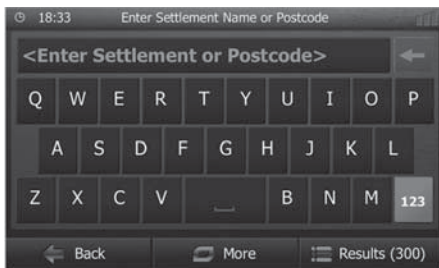 18:33 Enter Settlement Name or Postcode
<Enter Settlement or Postcode>
Q W E R T Y U I O P
A S D F G H J K L
Z X C V B N M 123
Back More Results (300)